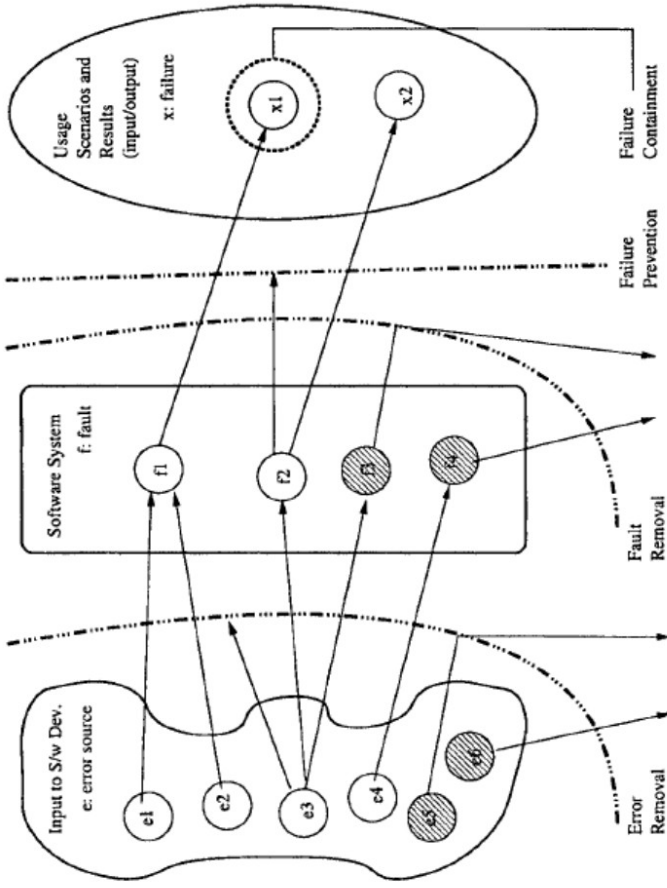 Input to S/w Dev.
e: error source
e1
e2
e3
e4
e5
e6
Error
Removal
Software System
f: fault
f1
f2
f3
f4
Fault
Removal
Usage
Scenarios and
Results
(input/output)
x: failure
x1
x2
Failure
Prevention
Failure
Containment